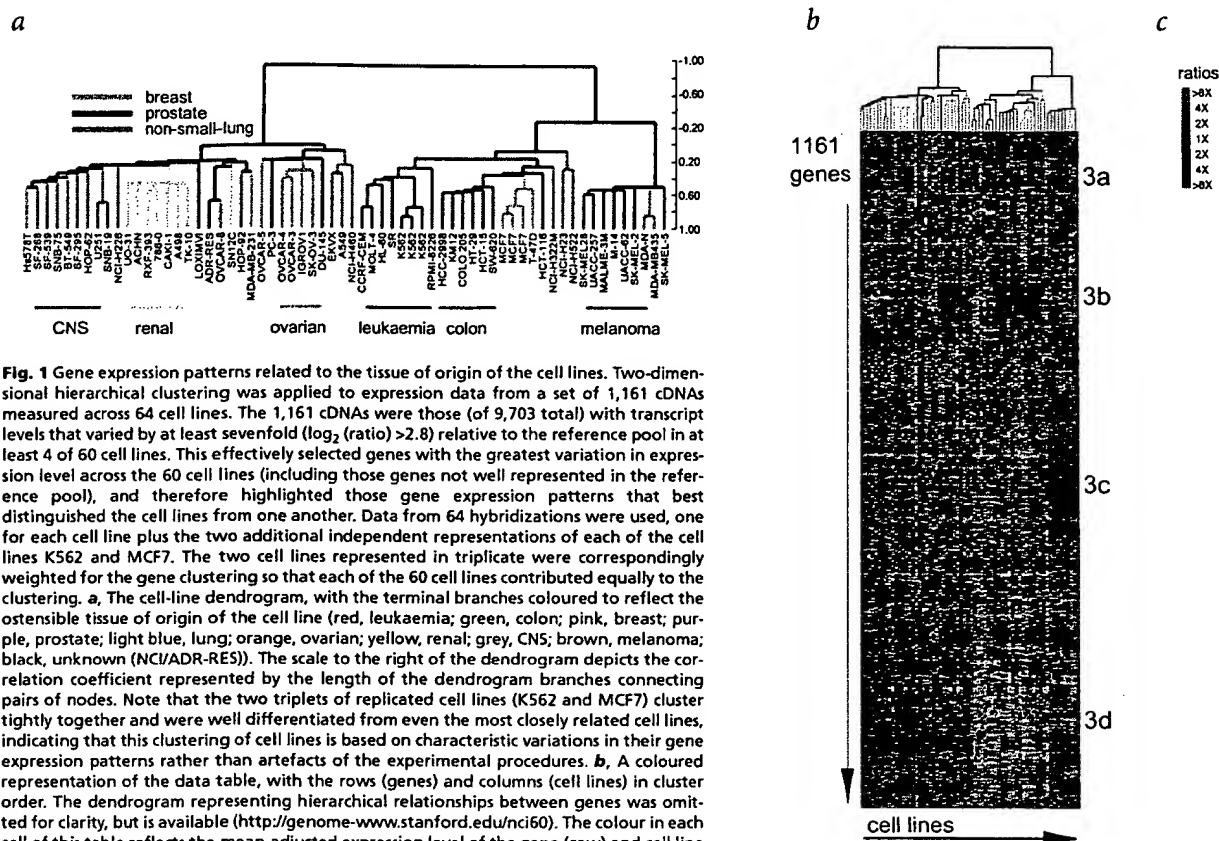 a
b
c
breast
prostate
non-small-lung
-1.00
-0.60
-0.20
0.20
0.60
1.00
Hs578T
SF-268
SF-539
SNB-75
BT-549
SF-295
HOP-62
U251
SNB-19
NCI-H226
UO-31
ACHN
RXF-393
786-0
CAKI-1
A498
TK-10
LOXIMVI
ADR-RES
OVCAR-8
SN12C
HOP-92
MDA-MB-231
OVCAR-5
PC-3
OVCAR-4
OVCAR-3
IGROV1
SK-OV-3
DU-145
EKVX
A549
NCI-H460
CCRF-CEM
MOLT-4
HL-60
SR
K562
K562
K562
RPMI-8226
HCC-2998
KM12
COLO 205
HT-29
HCT-15
SW-620
MCF7
MCF7
MCF7
T-47D
HCT-116
NCI-H322M
NCI-H23
NCI-H522
SK-MEL28
UACC-257
MALME-3M
M-14
UACC-62
SK-MEL-2
MDA-N
MDA-MB435
SK-MEL-5
CNS
renal
ovarian
leukaemia
colon
melanoma
1161
genes
3a
3b
3c
3d
cell lines
ratios
>8X
4X
2X
1X
2X
4X
>8X
Fig. 1 Gene expression patterns related to the tissue of origin of the cell lines. Two-dimen-
sional hierarchical clustering was applied to expression data from a set of 1,161 cDNAs
measured across 64 cell lines. The 1,161 cDNAs were those (of 9,703 total) with transcript
levels that varied by at least sevenfold (log2 (ratio) >2.8) relative to the reference pool in at
least 4 of 60 cell lines. This effectively selected genes with the greatest variation in expres-
sion level across the 60 cell lines (including those genes not well represented in the refer-
ence pool), and therefore highlighted those gene expression patterns that best
distinguished the cell lines from one another. Data from 64 hybridizations were used, one
for each cell line plus the two additional independent representations of each of the cell
lines K562 and MCF7. The two cell lines represented in triplicate were correspondingly
weighted for the gene clustering so that each of the 60 cell lines contributed equally to the
clustering. a, The cell-line dendrogram, with the terminal branches coloured to reflect the
ostensible tissue of origin of the cell line (red, leukaemia; green, colon; pink, breast; pur-
ple, prostate; light blue, lung; orange, ovarian; yellow, renal; grey, CNS; brown, melanoma;
black, unknown (NCI/ADR-RES)). The scale to the right of the dendrogram depicts the cor-
relation coefficient represented by the length of the dendrogram branches connecting
pairs of nodes. Note that the two triplets of replicated cell lines (K562 and MCF7) cluster
tightly together and were well differentiated from even the most closely related cell lines,
indicating that this clustering of cell lines is based on characteristic variations in their gene
expression patterns rather than artefacts of the experimental procedures. b, A coloured
representation of the data table, with the rows (genes) and columns (cell lines) in cluster
order. The dendrogram representing hierarchical relationships between genes was omit-
ted for clarity, but is available (http://genome-www.stanford.edu/nci60). The colour in each
cell of this table reflects the mean-adjusted expression level of the gene (row) and cell line